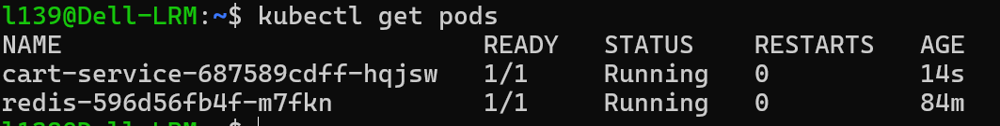 l139@Dell-LRM:~$ kubectl get pods
NAME READY STATUS RESTARTS AGE
cart-service-687589cdff-hqjsw 1/1 Running 0 14s
redis-596d56fb4f-m7fkn 1/1 Running 0 84m